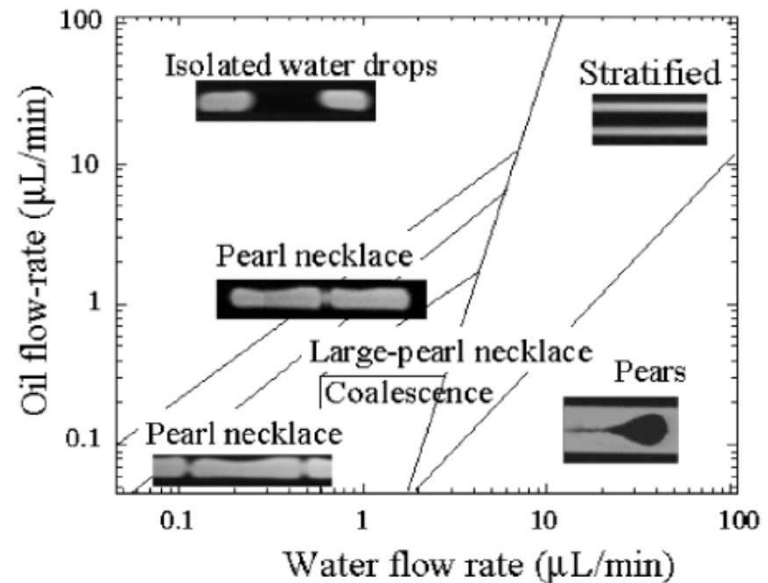 100
Isolated water drops
Stratified
10
Oil flow-rate (μL/min)
Pearl necklace
1
Large-pearl necklace
Pears
Coalescence
0.1
Pearl necklace
0.1
1
10
100
Water flow rate (μL/min)